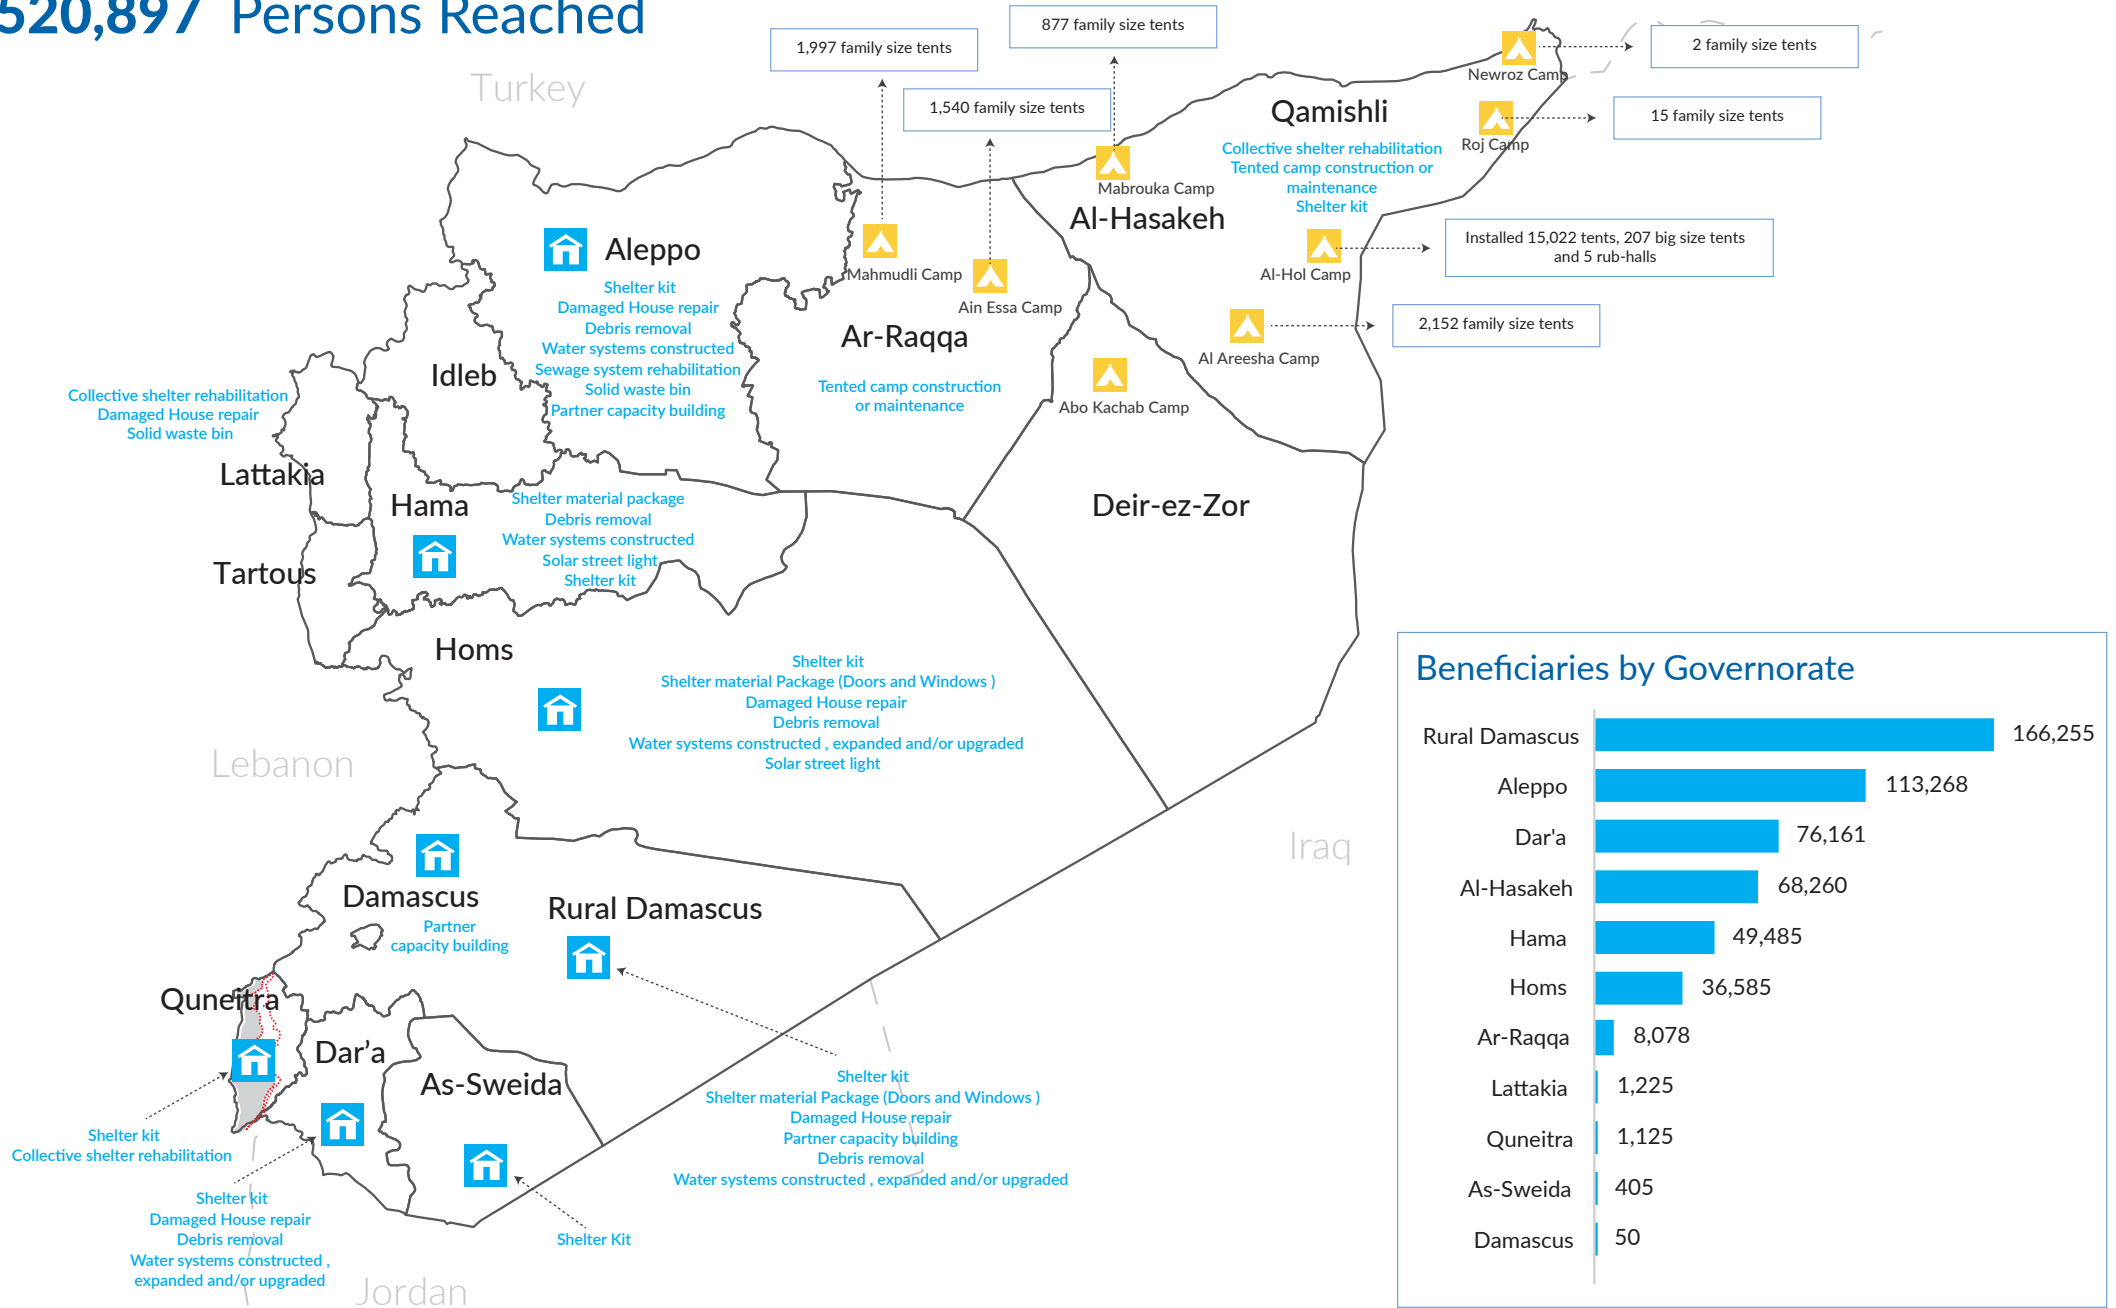 520,897 Persons Reached
877 family size tents
1,997 family size tents
2 family size tents
Turkey
Newroz Camp
1,540 family size tents
Qamishli
15 family size tents
Roj Camp
Collective shelter rehabilitation
Tented camp construction or
maintenance
Shelter kit
Mabrouka Camp
Al-Hasakeh
Installed 15,022 tents, 207 big size tents
and 5 rub-halls
Al-Hol Camp
Aleppo
Mahmudli Camp
Ain Essa Camp
Shelter kit
Damaged House repair
Debris removal
Water systems constructed
Sewage system rehabilitation
Solid waste bin
Partner capacity building
2,152 family size tents
Al Areesha Camp
Ar-Raqqa
Tented camp construction
or maintenance
Abo Kachab Camp
Idleb
Collective shelter rehabilitation
Damaged House repair
Solid waste bin
Lattakia
Hama
Shelter material package
Debris removal
Water systems constructed
Solar street light
Shelter kit
Deir-ez-Zor
Tartous
Homs
Shelter kit
Shelter material Package (Doors and Windows )
Damaged House repair
Debris removal
Water systems constructed , expanded and/or upgraded
Solar street light
Lebanon
Iraq
Damascus
Partner
capacity building
Rural Damascus
Quneitra
Dar’a
As-Sweida
Shelter kit
Shelter material Package (Doors and Windows )
Damaged House repair
Partner capacity building
Debris removal
Water systems constructed , expanded and/or upgraded
Shelter kit
Collective shelter rehabilitation
Shelter kit
Damaged House repair
Debris removal
Water systems constructed ,
expanded and/or upgraded
Shelter Kit
Jordan
Beneficiaries by Governorate
Rural Damascus 166,255
Aleppo 113,268
Dar'a 76,161
Al-Hasakeh 68,260
Hama 49,485
Homs 36,585
Ar-Raqqa 8,078
Lattakia 1,225
Quneitra 1,125
As-Sweida 405
Damascus 50